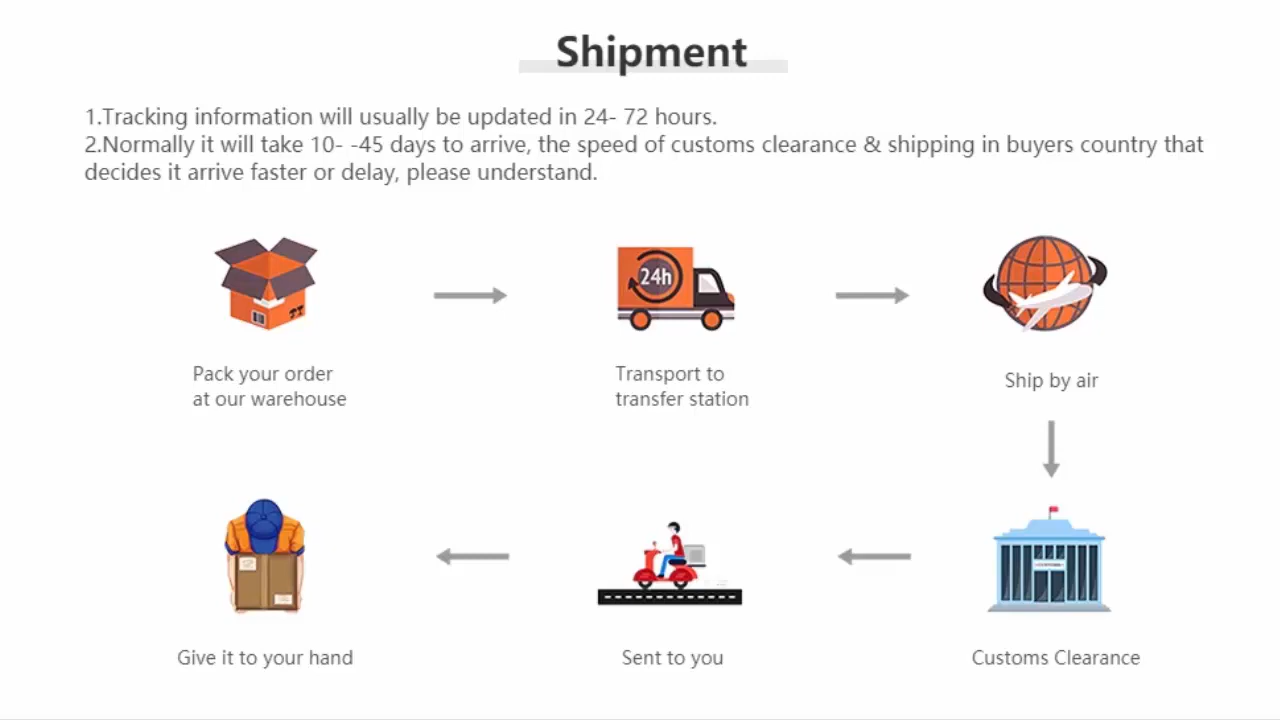 Shipment
1.Tracking information will usually be updated in 24- 72 hours.
2.Normally it will take 10- -45 days to arrive, the speed of customs clearance & shipping in buyers country that
decides it arrive faster or delay, please understand.
24h
Pack your order
at our warehouse
Transport to
transfer station
Ship by air
Give it to your hand
Sent to you
Customs Clearance